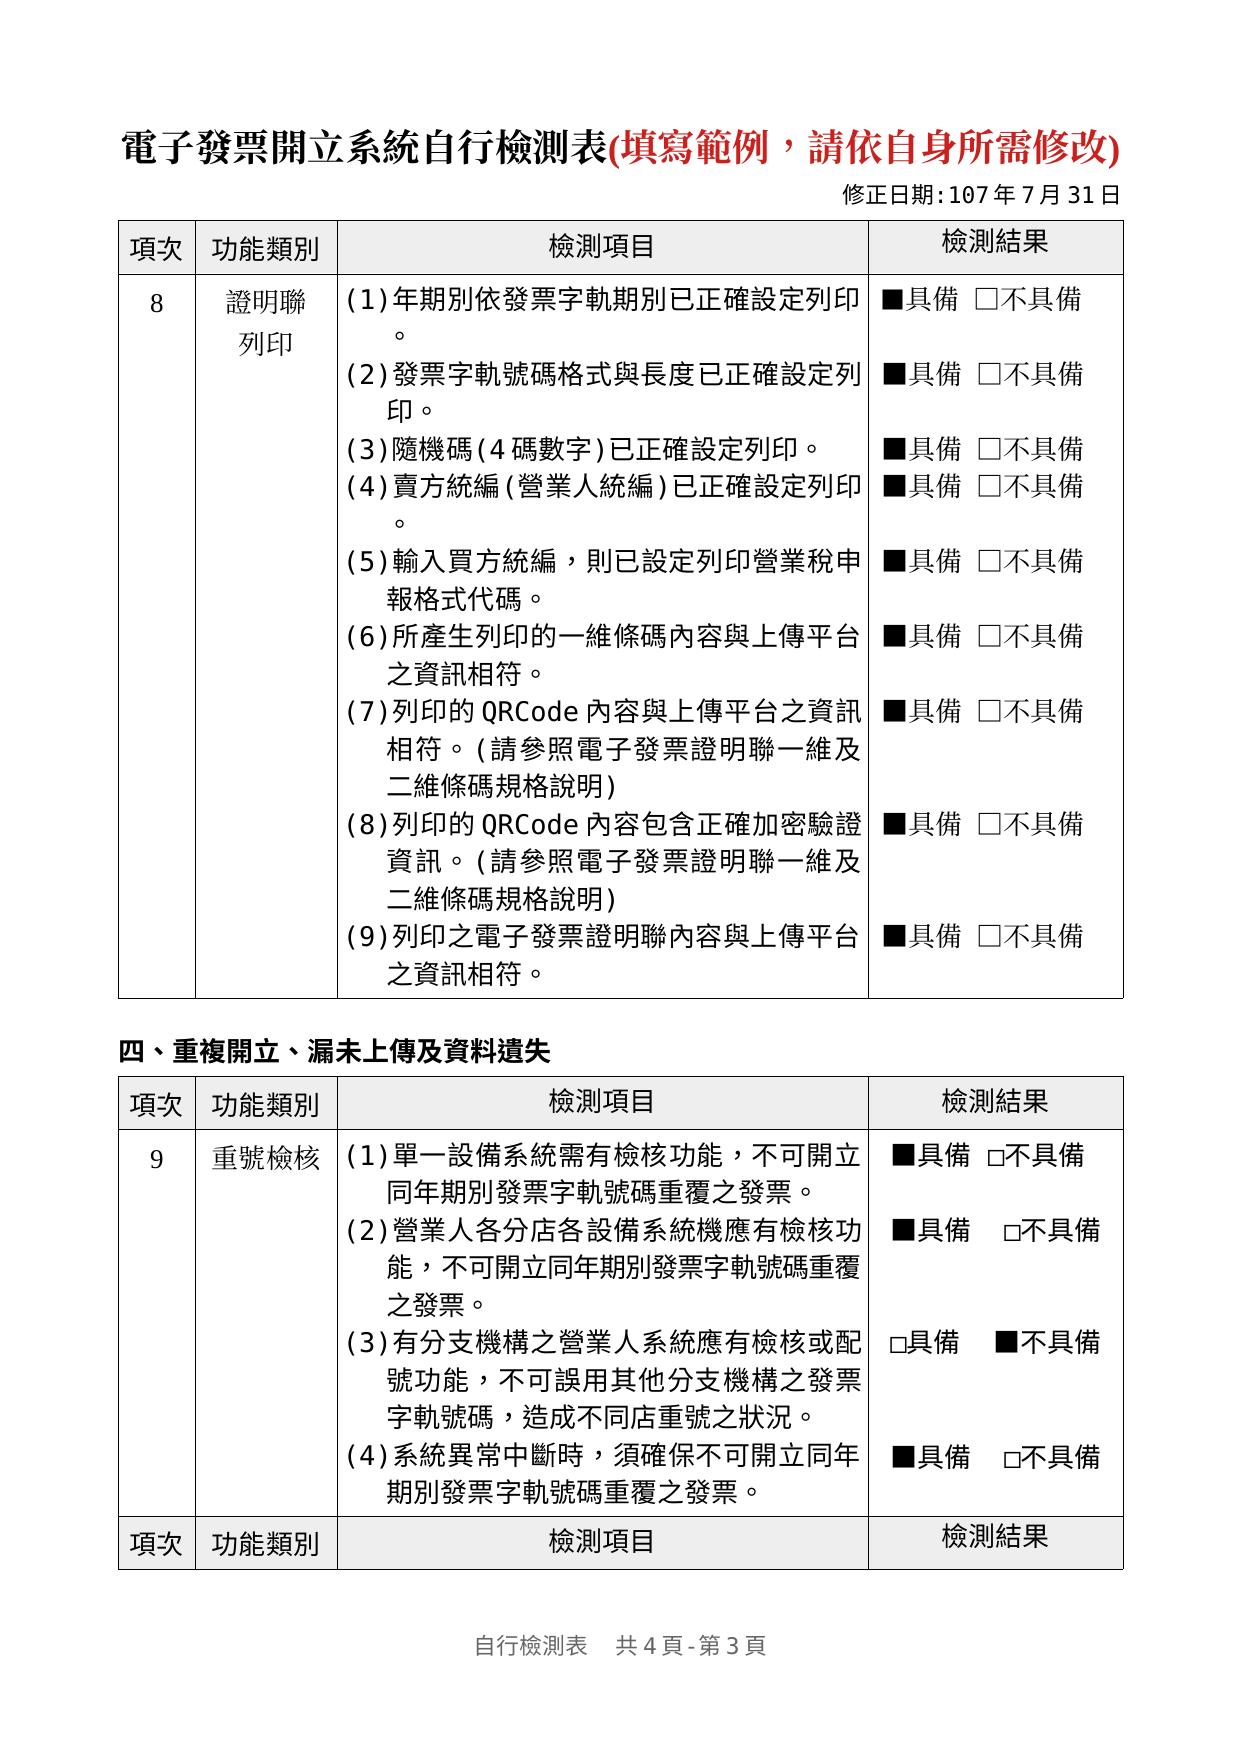 電子發票開立系統自行檢測表(填寫範例，請依自身所需修改)
修正日期:107年7月31日
項次 功能類別 檢測項目 檢測結果
8 證明聯 (1)年期別依發票字軌期別已正確設定列印 ■具備 □不具備
列印 。
(2)發票字軌號碼格式與長度已正確設定列 ■具備 □不具備
印。
(3)隨機碼(4碼數字)已正確設定列印。 ■具備 □不具備
(4)賣方統編(營業人統編)已正確設定列印 ■具備 □不具備
。
(5)輸入買方統編，則已設定列印營業稅申 ■具備 □不具備
報格式代碼。
(6)所產生列印的一維條碼內容與上傳平台 ■具備 □不具備
之資訊相符。
(7)列印的QRCode內容與上傳平台之資訊 ■具備 □不具備
相符。(請參照電子發票證明聯一維及
二維條碼規格說明)
(8)列印的QRCode內容包含正確加密驗證 ■具備 □不具備
資訊。(請參照電子發票證明聯一維及
二維條碼規格說明)
(9)列印之電子發票證明聯內容與上傳平台 ■具備 □不具備
之資訊相符。
四、重複開立、漏未上傳及資料遺失
項次 功能類別 檢測項目 檢測結果
9 重號檢核 (1)單一設備系統需有檢核功能，不可開立 ■具備 □不具備
同年期別發票字軌號碼重覆之發票。
(2)營業人各分店各設備系統機應有檢核功 ■具備 □不具備
能，不可開立同年期別發票字軌號碼重覆
之發票。
(3)有分支機構之營業人系統應有檢核或配 □具備 ■不具備
號功能，不可誤用其他分支機構之發票
字軌號碼，造成不同店重號之狀況。
(4)系統異常中斷時，須確保不可開立同年 ■具備 □不具備
期別發票字軌號碼重覆之發票。
項次 功能類別 檢測項目 檢測結果
自行檢測表 共4頁-第3頁